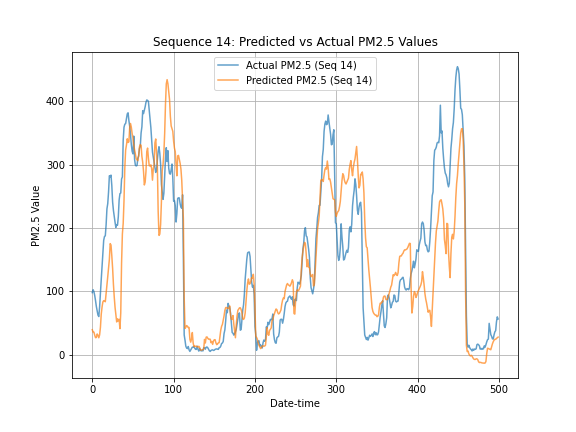 Sequence 14: Predicted vs Actual PM2.5 Values
Actual PM2.5 (Seq 14)
Predicted PM2.5 (Seq 14)
PM2.5 Value
400
300
200
100
0
0
100
200
300
400
500
Date-time